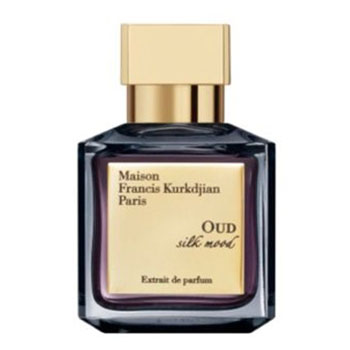 Maison
Francis Kurkdjian
Paris
OUD
silk mood
Extrait de parfum